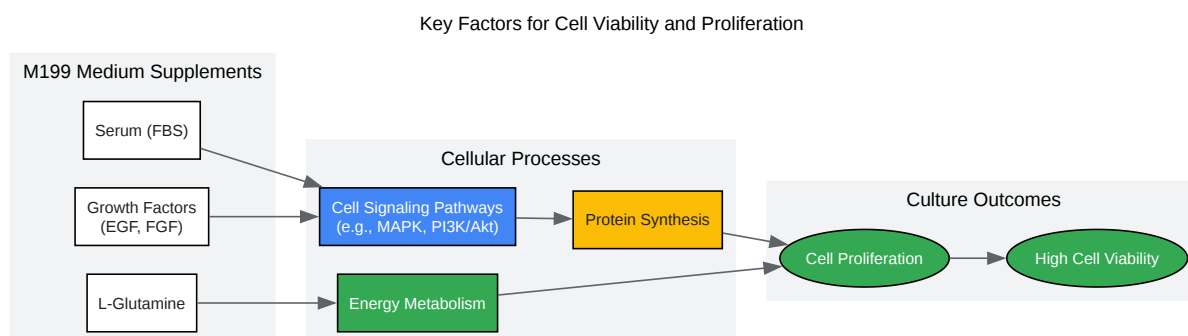 Key Factors for Cell Viability and Proliferation
M199 Medium Supplements
Serum (FBS)
Growth Factors
(EGF, FGF)
L-Glutamine
Cellular Processes
Cell Signaling Pathways
(e.g., MAPK, PI3K/Akt)
Protein Synthesis
Energy Metabolism
Culture Outcomes
Cell Proliferation
High Cell Viability